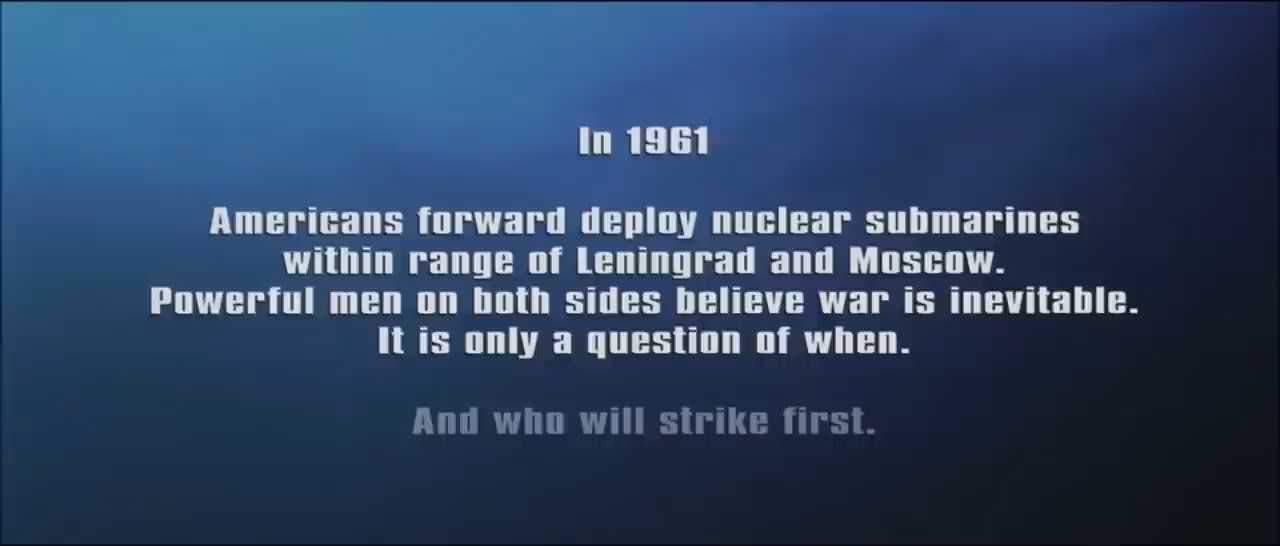 In 1961
Americans forward deploy nuclear submarines
within range of Leningrad and Moscow.
Powerful men on both sides believe war is inevitable.
It is only a question of when.
And who will strike first.